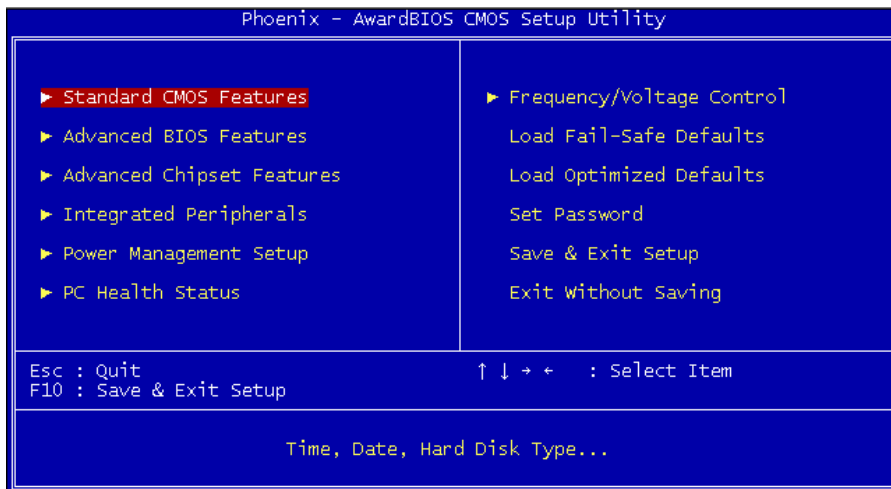 Phoenix - AwardBIOS CMOS Setup Utility
► Standard CMOS Features
► Advanced BIOS Features
► Advanced Chipset Features
► Integrated Peripherals
► Power Management Setup
► PC Health Status
► Frequency/Voltage Control
Load Fail-Safe Defaults
Load Optimized Defaults
Set Password
Save & Exit Setup
Exit Without Saving
Esc : Quit
F10 : Save & Exit Setup
↑ ↓ → ← : Select Item
Time, Date, Hard Disk Type...